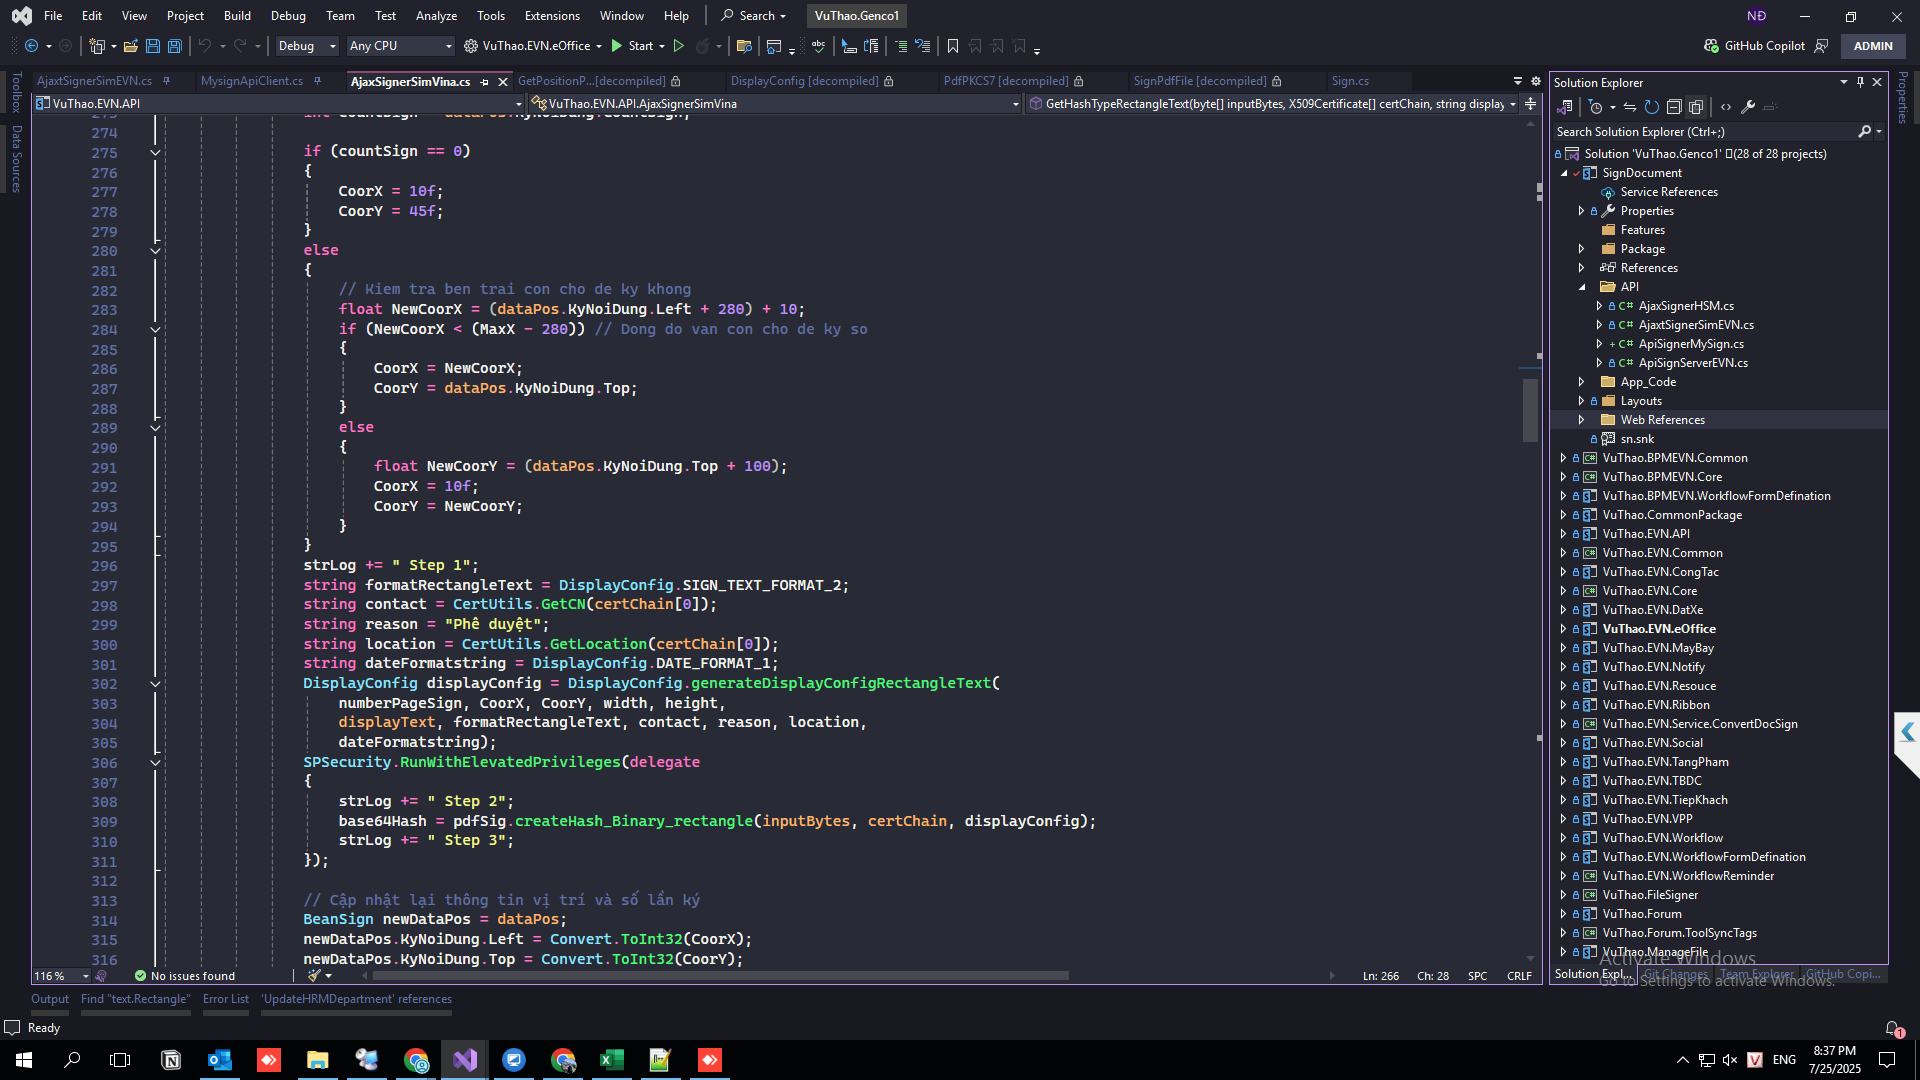 File Edit View Project Build Debug Team Test Analyze Tools Extensions Window Help Search VuThao.Genco1 NĐ
Debug Any CPU VuThao.EVN.eOffice Start GitHub Copilot ADMIN
Toolbox
Data Sources
AjaxtSignerSimEVN.cs MysignApiClient.cs AjaxSignerSimVina.cs GetPositionP...[decompiled] DisplayConfig [decompiled] PdfPKCS7 [decompiled] SignPdfFile [decompiled] Sign.cs
VuThao.EVN.API VuThao.EVN.API.AjaxSignerSimVina GetHashTypeRectangleText(byte[] inputBytes, X509Certificate[] certChain, string display
274
275 if (countSign == 0)
276 {
277 CoorX = 10f;
278 CoorY = 45f;
279 }
280 else
281 {
282 // Kiem tra ben trai con cho de ky khong
283 float NewCoorX = (dataPos.KyNoiDung.Left + 280) + 10;
284 if (NewCoorX < (MaxX - 280)) // Dong do van con cho de ky so
285 {
286 CoorX = NewCoorX;
287 CoorY = dataPos.KyNoiDung.Top;
288 }
289 else
290 {
291 float NewCoorY = (dataPos.KyNoiDung.Top + 100);
292 CoorX = 10f;
293 CoorY = NewCoorY;
294 }
295 }
296 strLog += " Step 1";
297 string formatRectangleText = DisplayConfig.SIGN_TEXT_FORMAT_2;
298 string contact = CertUtils.GetCN(certChain[0]);
299 string reason = "Phê duyệt";
300 string location = CertUtils.GetLocation(certChain[0]);
301 string dateFormatstring = DisplayConfig.DATE_FORMAT_1;
302 DisplayConfig displayConfig = DisplayConfig.generateDisplayConfigRectangleText(
303 numberPageSign, CoorX, CoorY, width, height,
304 displayText, formatRectangleText, contact, reason, location,
305 dateFormatstring);
306 SPSecurity.RunWithElevatedPrivileges(delegate
307 {
308 strLog += " Step 2";
309 base64Hash = pdfSig.createHash_Binary_rectangle(inputBytes, certChain, displayConfig);
310 strLog += " Step 3";
311 });
312
313 // Cập nhật lại thông tin vị trí và số lần ký
314 BeanSign newDataPos = dataPos;
315 newDataPos.KyNoiDung.Left = Convert.ToInt32(CoorX);
316 newDataPos.KyNoiDung.Top = Convert.ToInt32(CoorY);
116 % No issues found Ln: 266 Ch: 28 SPC CRLF
Solution Explorer
Search Solution Explorer (Ctrl+;)
Solution 'VuThao.Genco1' (28 of 28 projects)
SignDocument
Service References
Properties
Features
Package
References
API
AjaxSignerHSM.cs
AjaxtSignerSimEVN.cs
ApiSignerMySign.cs
ApiSignServerEVN.cs
App_Code
Layouts
Web References
sn.snk
VuThao.BPMEVN.Common
VuThao.BPMEVN.Core
VuThao.BPMEVN.WorkflowFormDefination
VuThao.CommonPackage
VuThao.EVN.API
VuThao.EVN.Common
VuThao.EVN.CongTac
VuThao.EVN.Core
VuThao.EVN.DatXe
VuThao.EVN.eOffice
VuThao.EVN.MayBay
VuThao.EVN.Notify
VuThao.EVN.Resouce
VuThao.EVN.Ribbon
VuThao.EVN.Service.ConvertDocSign
VuThao.EVN.Social
VuThao.EVN.TangPham
VuThao.EVN.TBDC
VuThao.EVN.TiepKhach
VuThao.EVN.VPP
VuThao.EVN.Workflow
VuThao.EVN.WorkflowFormDefination
VuThao.EVN.WorkflowReminder
VuThao.FileSigner
VuThao.Forum
VuThao.Forum.ToolSyncTags
VuThao.ManageFile
Solution Expl... Git Changes Team Explorer GitHub Copi...
Properties
Activate Windows
Go to Settings to activate Windows.
Output Find "text.Rectangle" Error List 'UpdateHRMDepartment' references
Ready
1
ENG
8:37 PM
7/25/2025